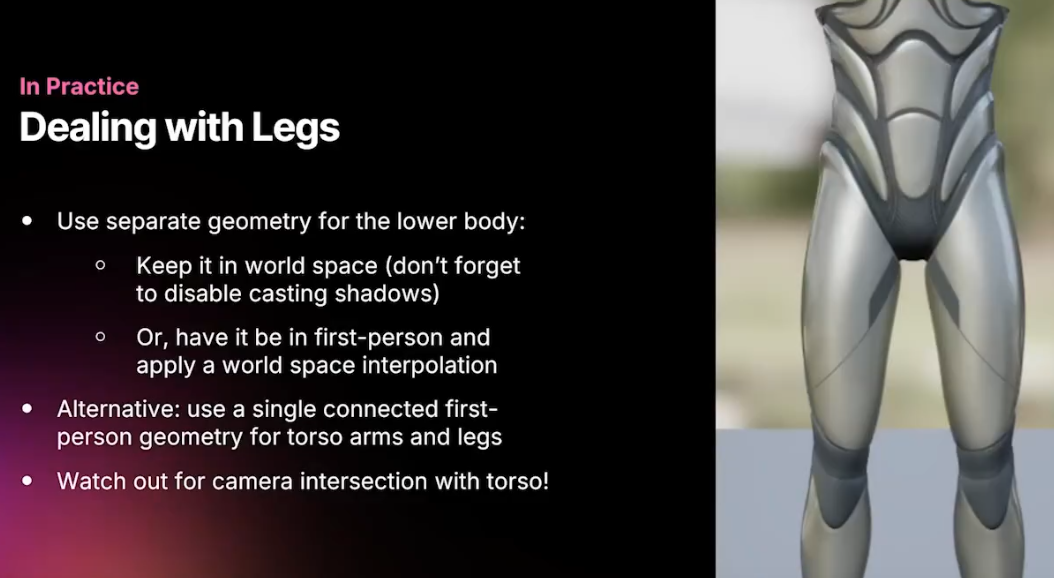 In Practice
Dealing with Legs
• Use separate geometry for the lower body:
○ Keep it in world space (don’t forget
to disable casting shadows)
○ Or, have it be in first-person and
apply a world space interpolation
• Alternative: use a single connected first-
person geometry for torso arms and legs
• Watch out for camera intersection with torso!